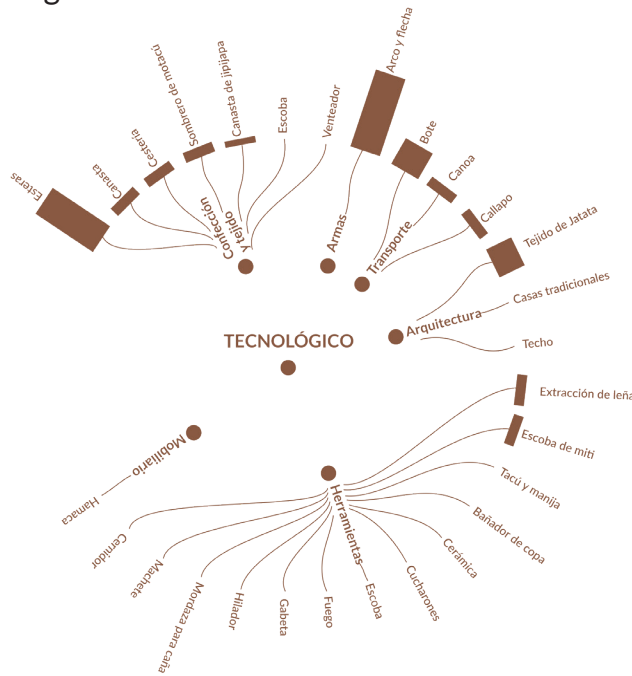 TECNOLÓGICO
Confección
y tejido
Esteras
Canasta
Cestería
Sombrero de motacú
Canasta de jipijapa
Escoba
Venteador
Armas
Arco y flecha
Transporte
Bote
Canoa
Callapo
Arquitectura
Tejido de Jatata
Casas tradicionales
Techo
Herramientas
Extracción de leña
Escoba de mití
Tacú y manija
Bañador de copa
Cerámica
Cucharones
Escoba
Fuego
Gabeta
Hilador
Mordaza para caña
Machete
Cernidor
Mobiliario
Hamaca